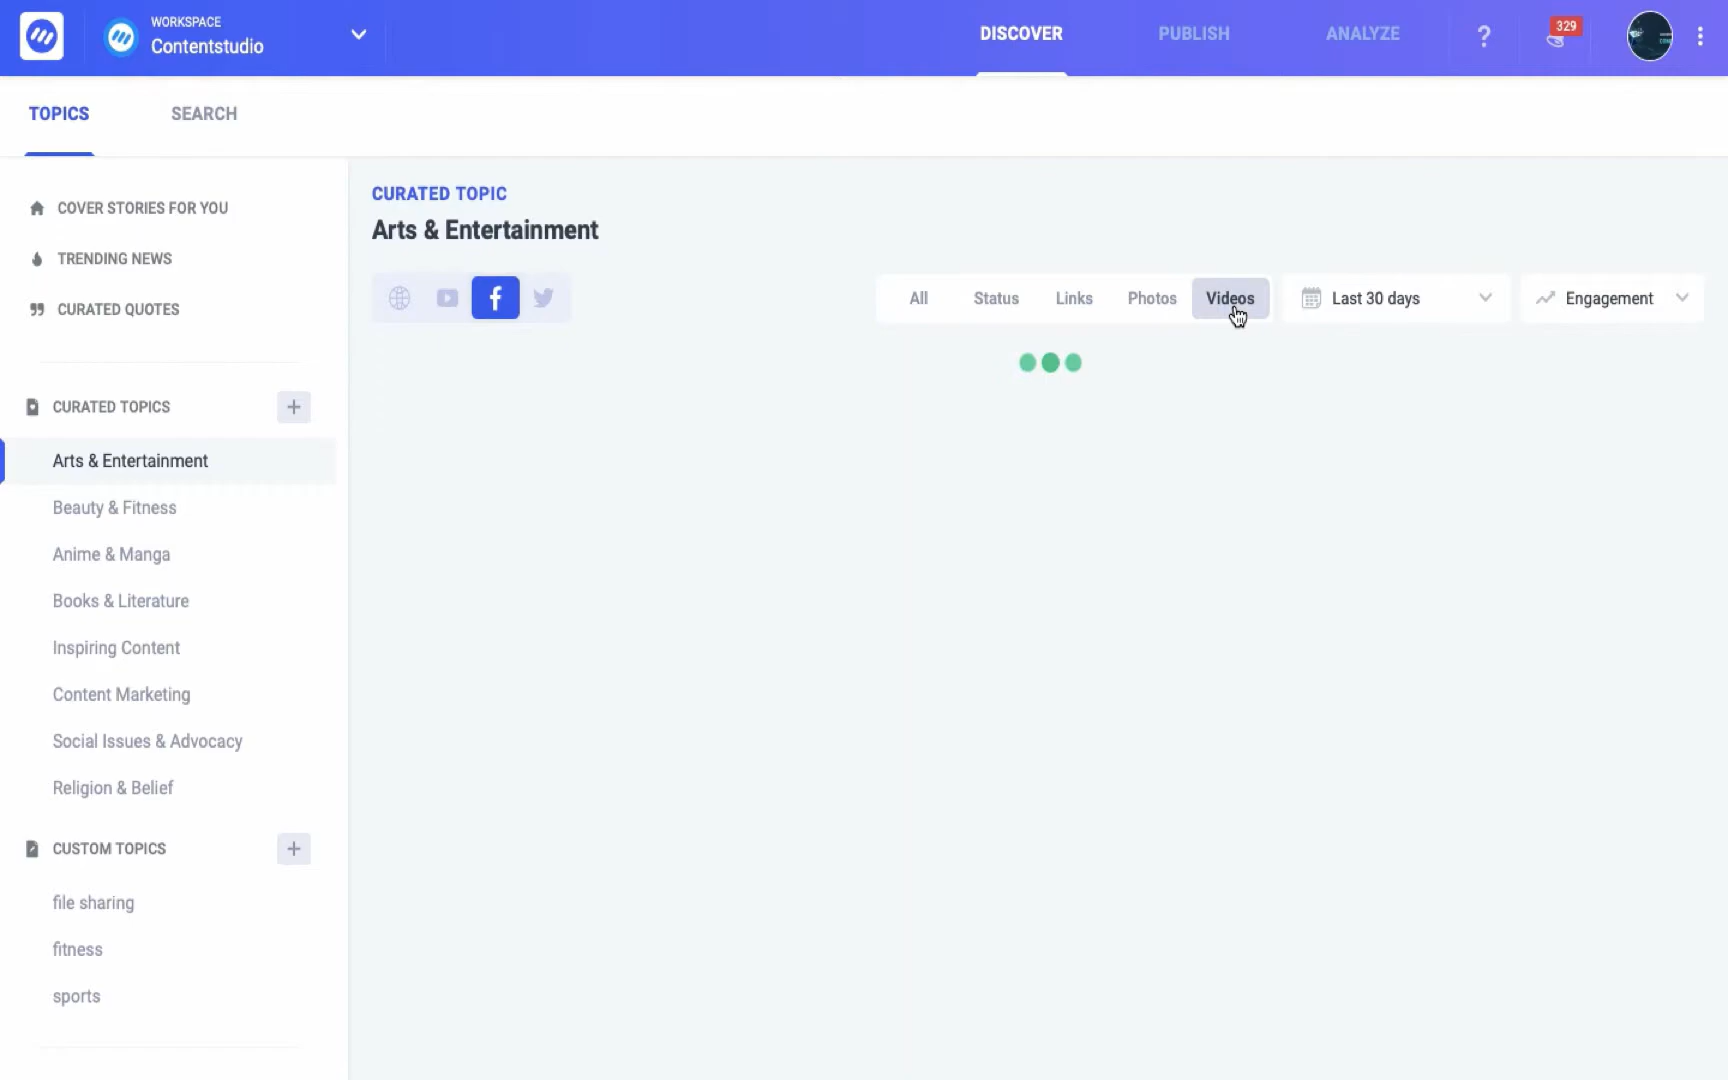 WORKSPACE
Contentstudio
DISCOVER
PUBLISH
ANALYZE
?
329
TOPICS
SEARCH
COVER STORIES FOR YOU
TRENDING NEWS
CURATED QUOTES
CURATED TOPICS
+
Arts & Entertainment
Beauty & Fitness
Anime & Manga
Books & Literature
Inspiring Content
Content Marketing
Social Issues & Advocacy
Religion & Belief
CUSTOM TOPICS
+
file sharing
fitness
sports
CURATED TOPIC
Arts & Entertainment
All
Status
Links
Photos
Videos
Last 30 days
Engagement